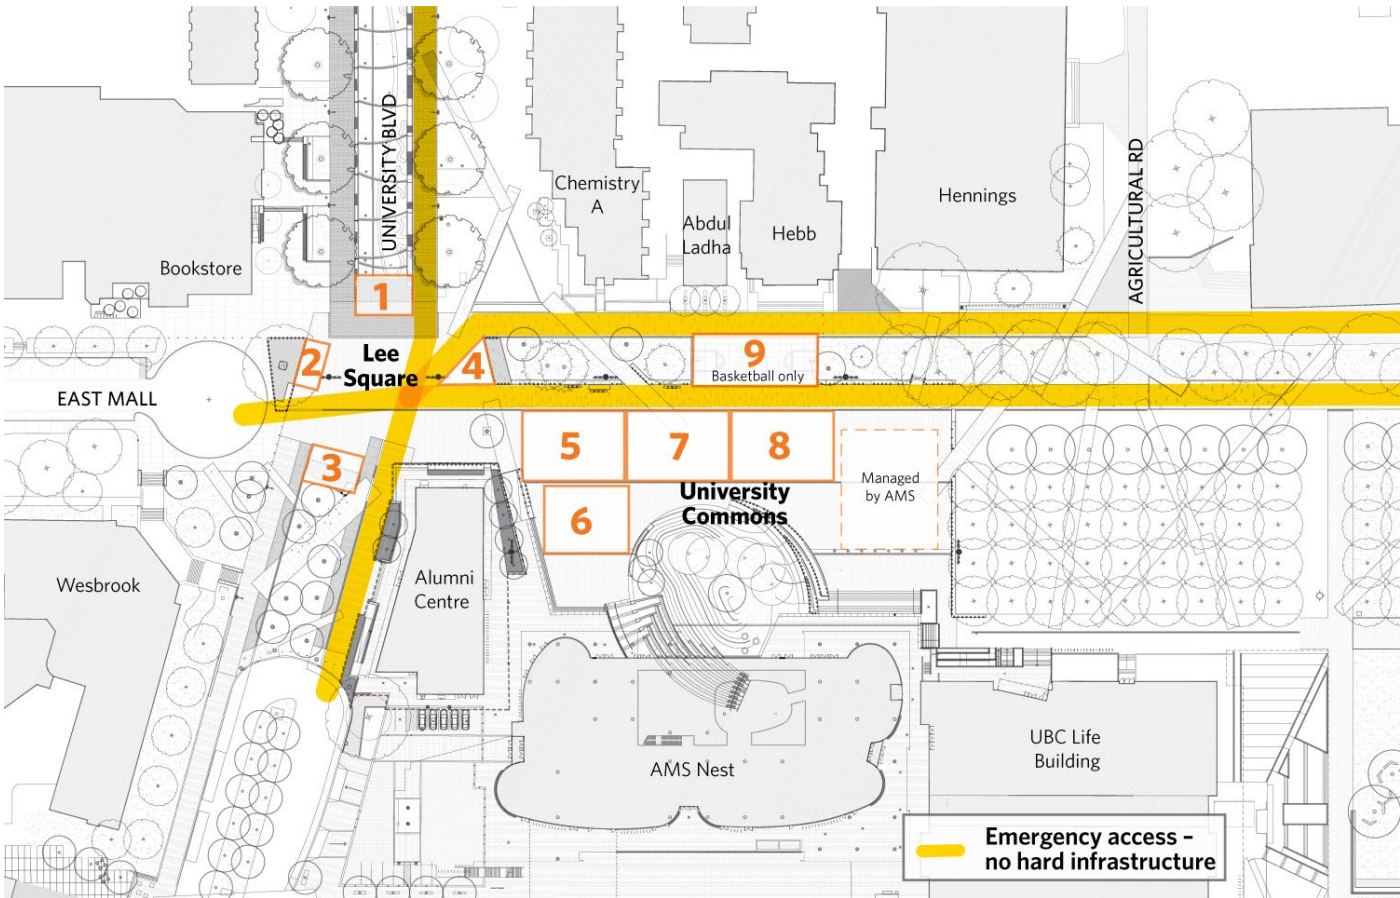 UNIVERSITY BLVD
AGRICULTURAL RD
Chemistry
A
Abdul
Ladha
Hebb
Hennings
Bookstore
1
2
Lee
Square
4
9
Basketball only
EAST MALL
3
5
7
8
Managed
by AMS
University
Commons
6
Wesbrook
Alumni
Centre
AMS Nest
UBC Life
Building
Emergency access –
no hard infrastructure